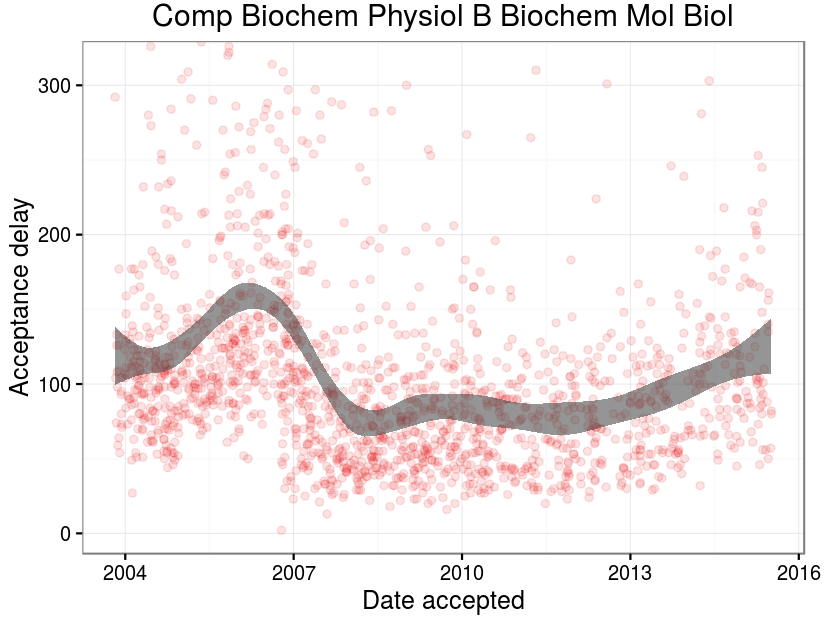 Comp Biochem Physiol B Biochem Mol Biol
300
200
100
0
Acceptance delay
2004 2007 2010 2013 2016
Date accepted